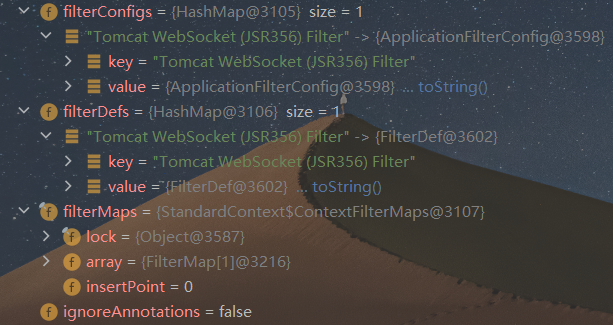 filterConfigs = {HashMap@3105} size = 1
"Tomcat WebSocket (JSR356) Filter" -> {ApplicationFilterConfig@3598}
key = "Tomcat WebSocket (JSR356) Filter"
value = {ApplicationFilterConfig@3598} ... toString()
filterDefs = {HashMap@3106} size = 1
"Tomcat WebSocket (JSR356) Filter" -> {FilterDef@3602}
key = "Tomcat WebSocket (JSR356) Filter"
value = {FilterDef@3602} ... toString()
filterMaps = {StandardContext$ContextFilterMaps@3107}
lock = {Object@3587}
array = {FilterMap[1]@3216}
insertPoint = 0
ignoreAnnotations = false